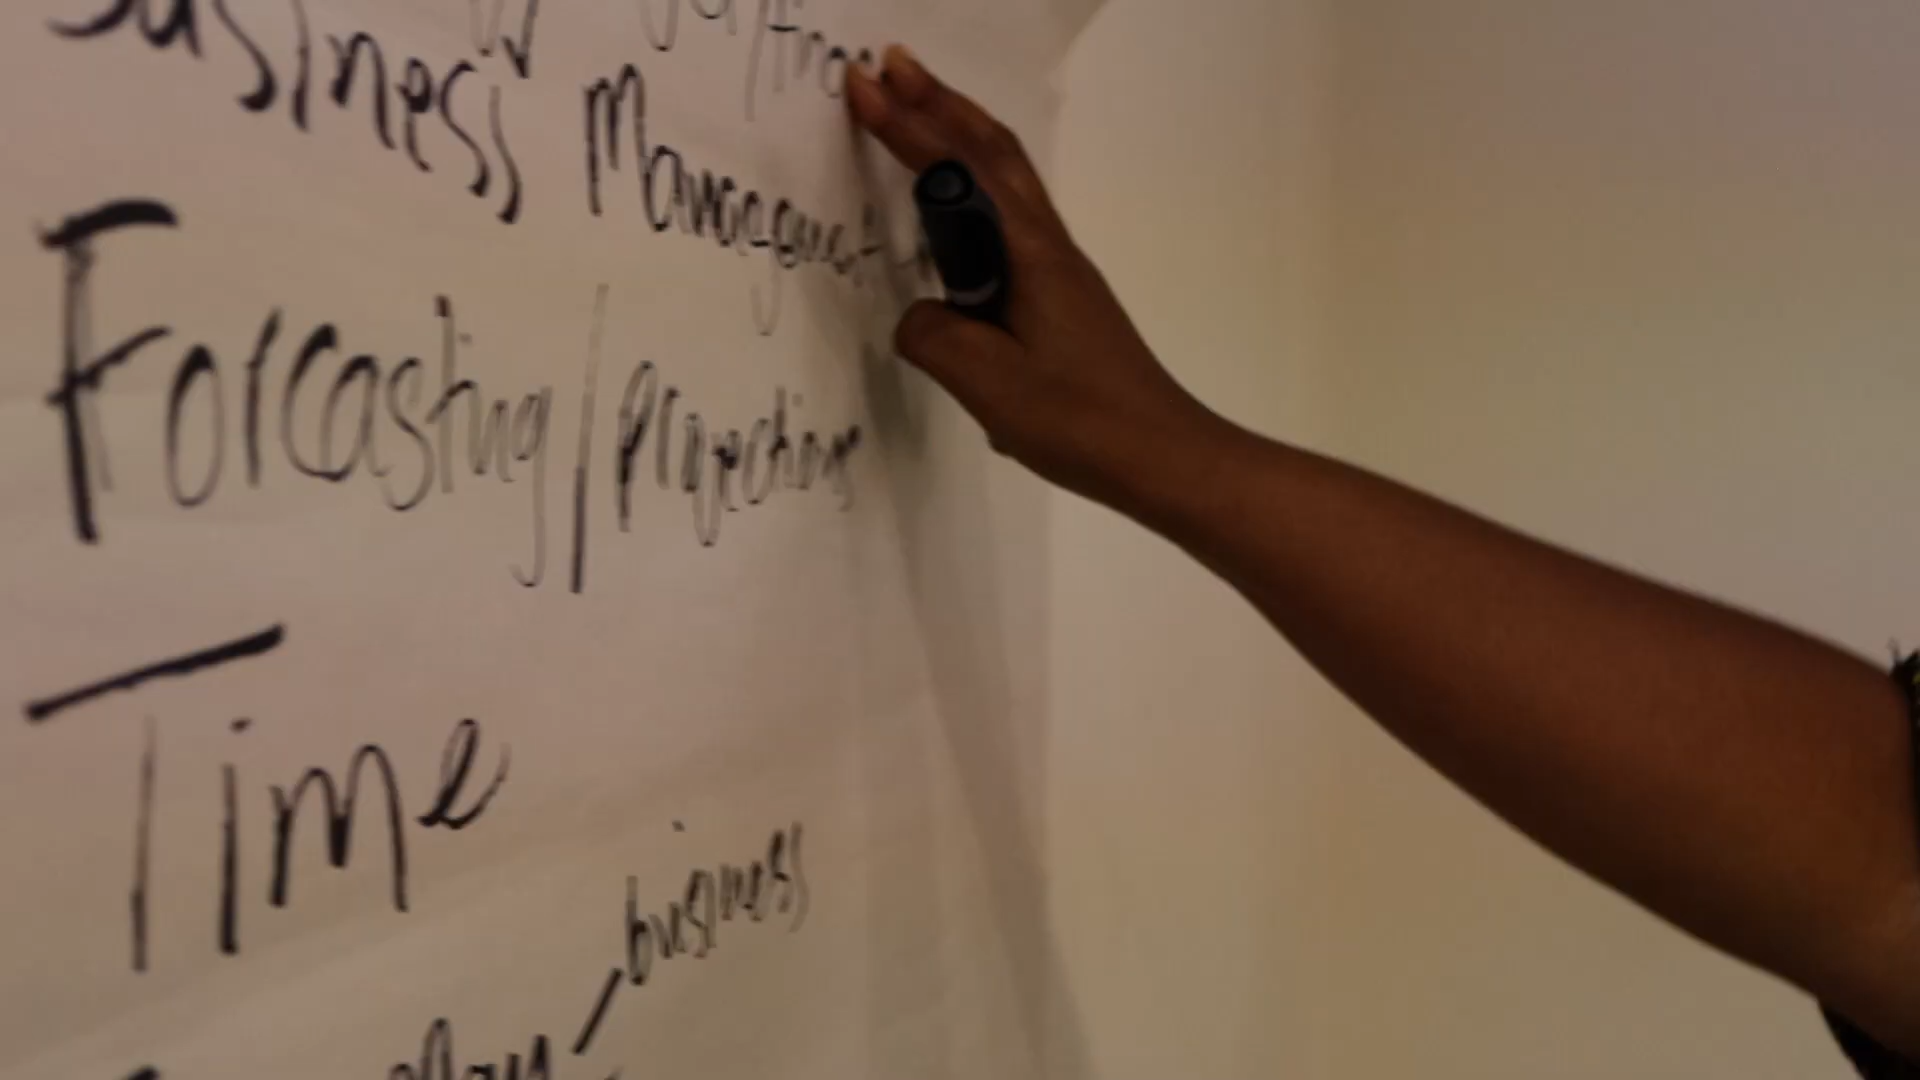 Business Management
Forcasting/projections
Time
business